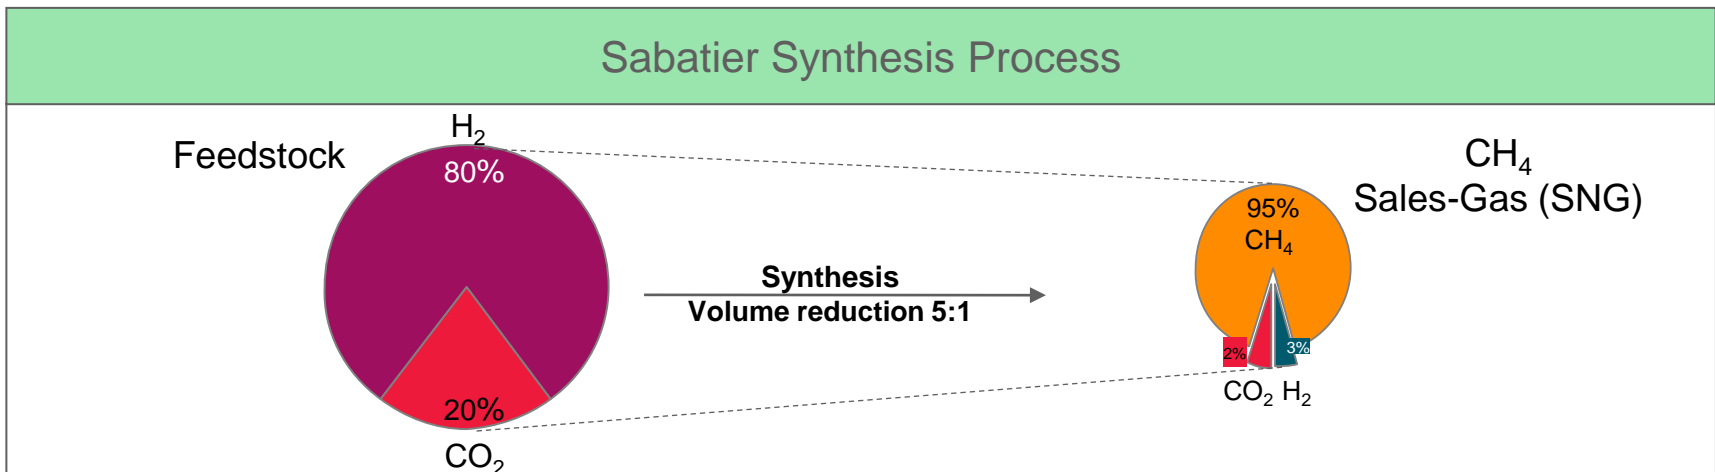 Sabatier Synthesis Process
Feedstock
H₂
80%
20%
CO₂
Synthesis
Volume reduction 5:1
CH₄
Sales-Gas (SNG)
95%
CH₄
2%
3%
CO₂ H₂